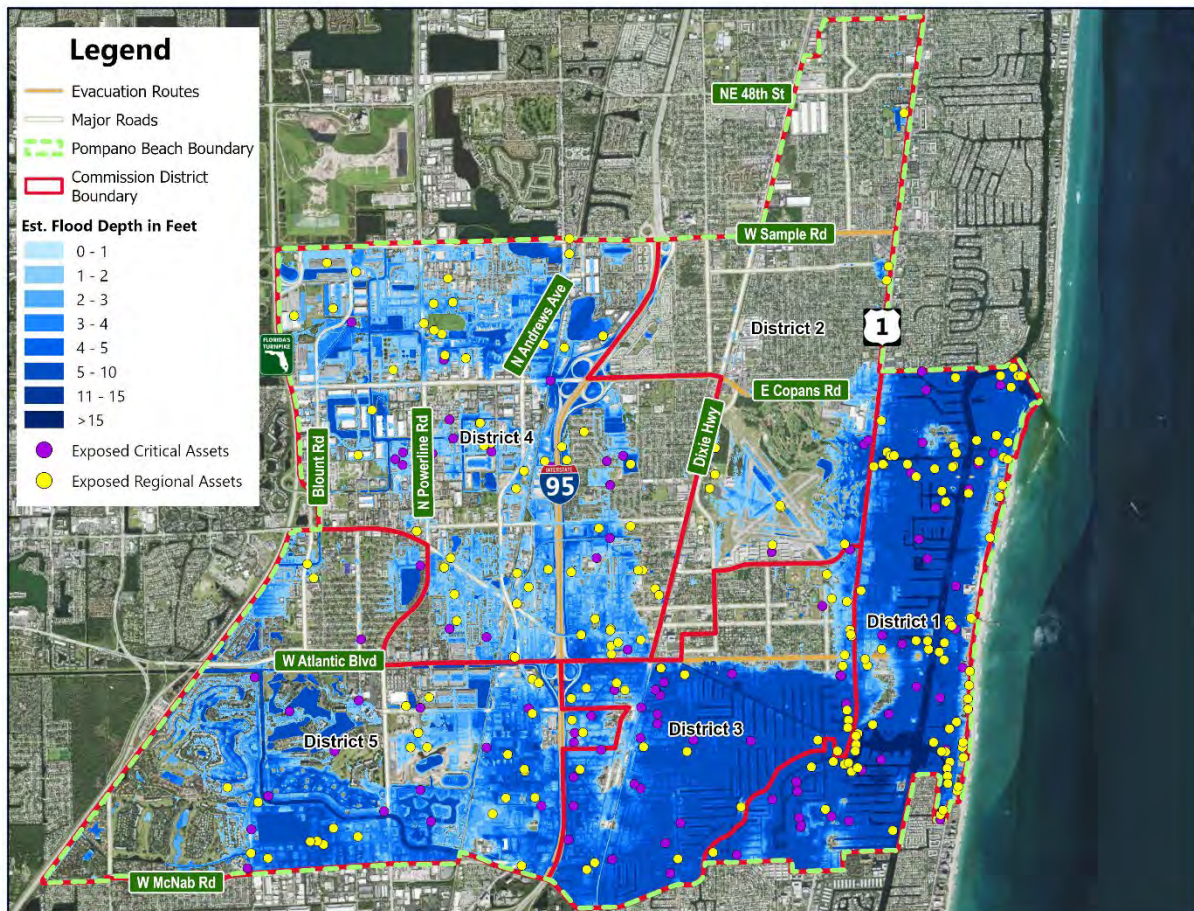 Legend
Evacuation Routes
Major Roads
Pompano Beach Boundary
Commission District
Boundary
Est. Flood Depth in Feet
0 - 1
1 - 2
2 - 3
3 - 4
4 - 5
5 - 10
11 - 15
>15
Exposed Critical Assets
Exposed Regional Assets
NE 48th St
W Sample Rd
N Andrews Ave
1
District 2
FLORIDA'S
TURNPIKE
E Copans Rd
Dixie Hwy
N Powerline Rd
District 4
Blount Rd
INTERSTATE
95
District 1
W Atlantic Blvd
District 5
District 3
W McNab Rd